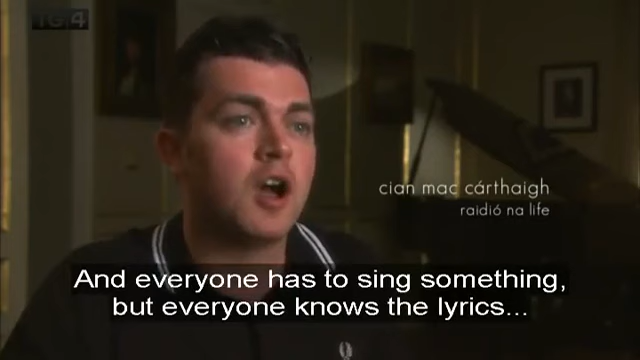 TG4
cian mac cárthaigh
raidió na life
And everyone has to sing something,
but everyone knows the lyrics...